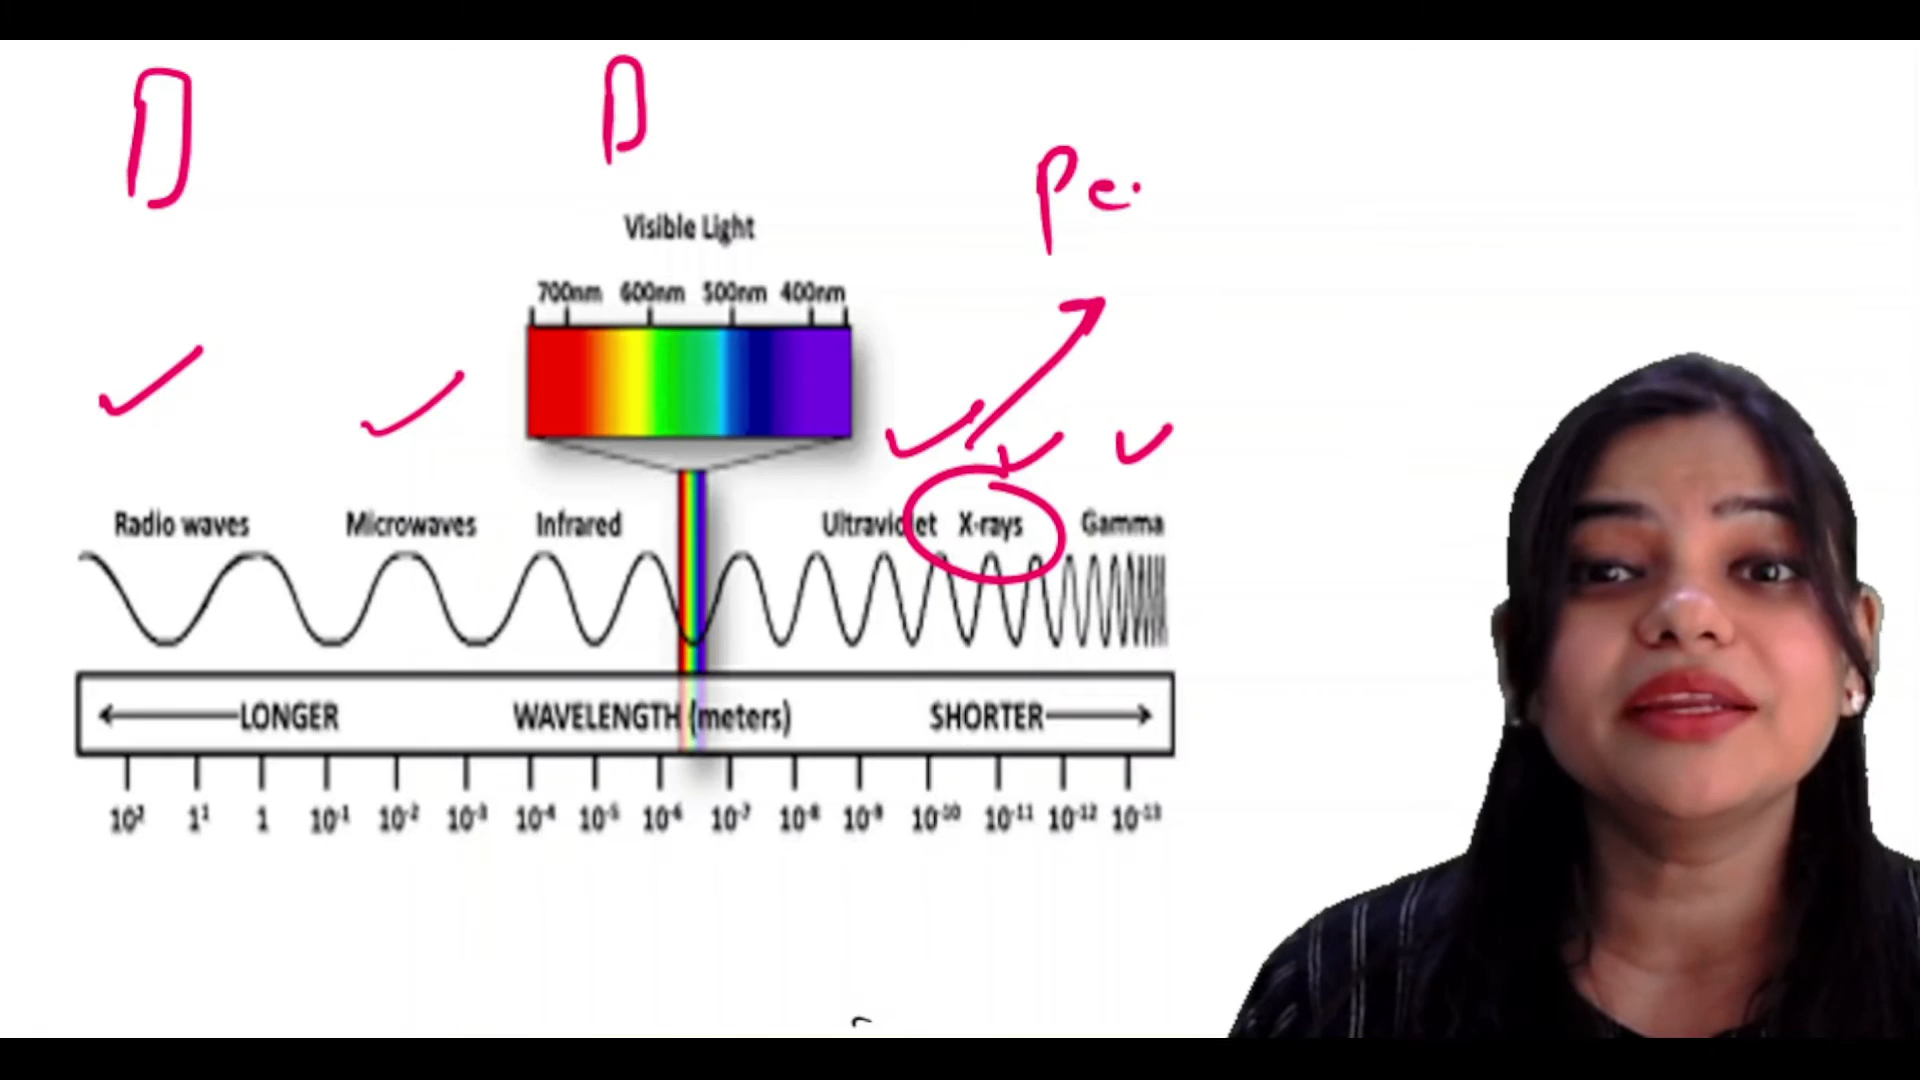 D
D
Pe.
Visible Light
700nm 600nm 500nm 400nm
Radio waves Microwaves Infrared Ultraviolet X-rays Gamma
LONGER WAVELENGTH (meters) SHORTER
10² 1¹ 1 10⁻¹ 10⁻² 10⁻³ 10⁻⁴ 10⁻⁵ 10⁻⁶ 10⁻⁷ 10⁻⁸ 10⁻⁹ 10⁻¹⁰ 10⁻¹¹ 10⁻¹² 10⁻¹³